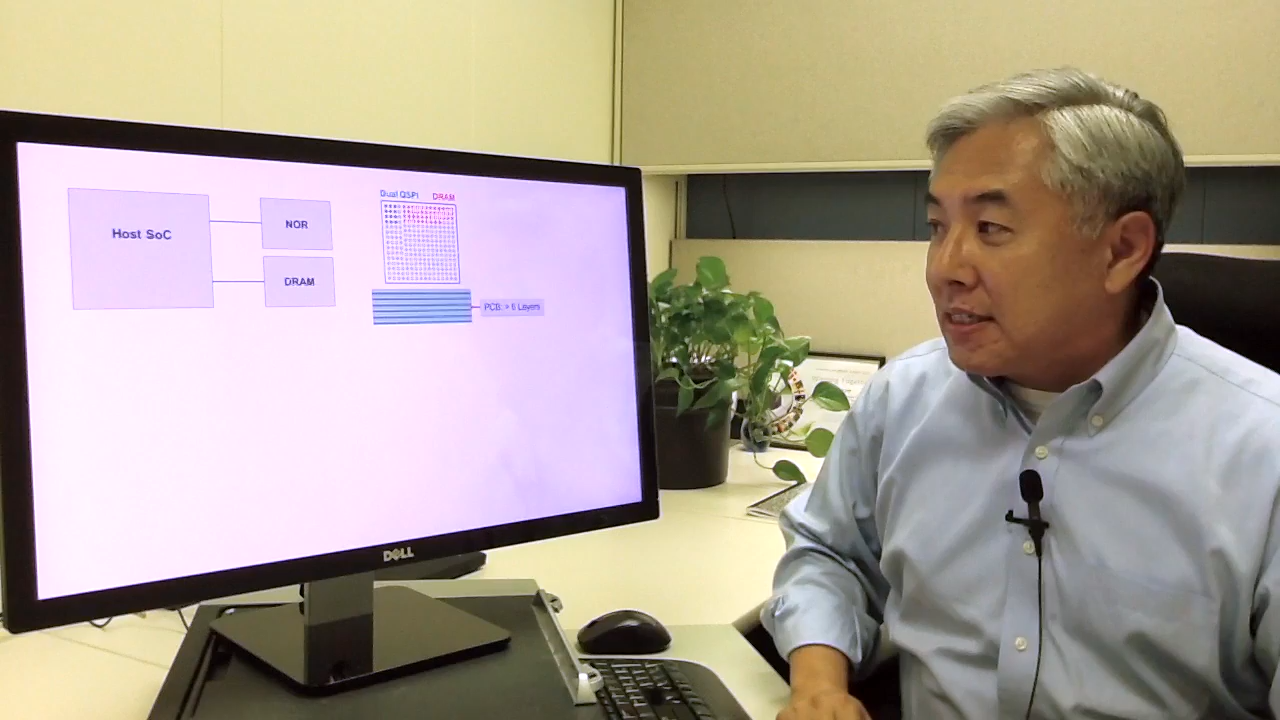 Host SoC
NOR
DRAM
Dual QSPI DRAM
PCB: > 6 Layers
DELL